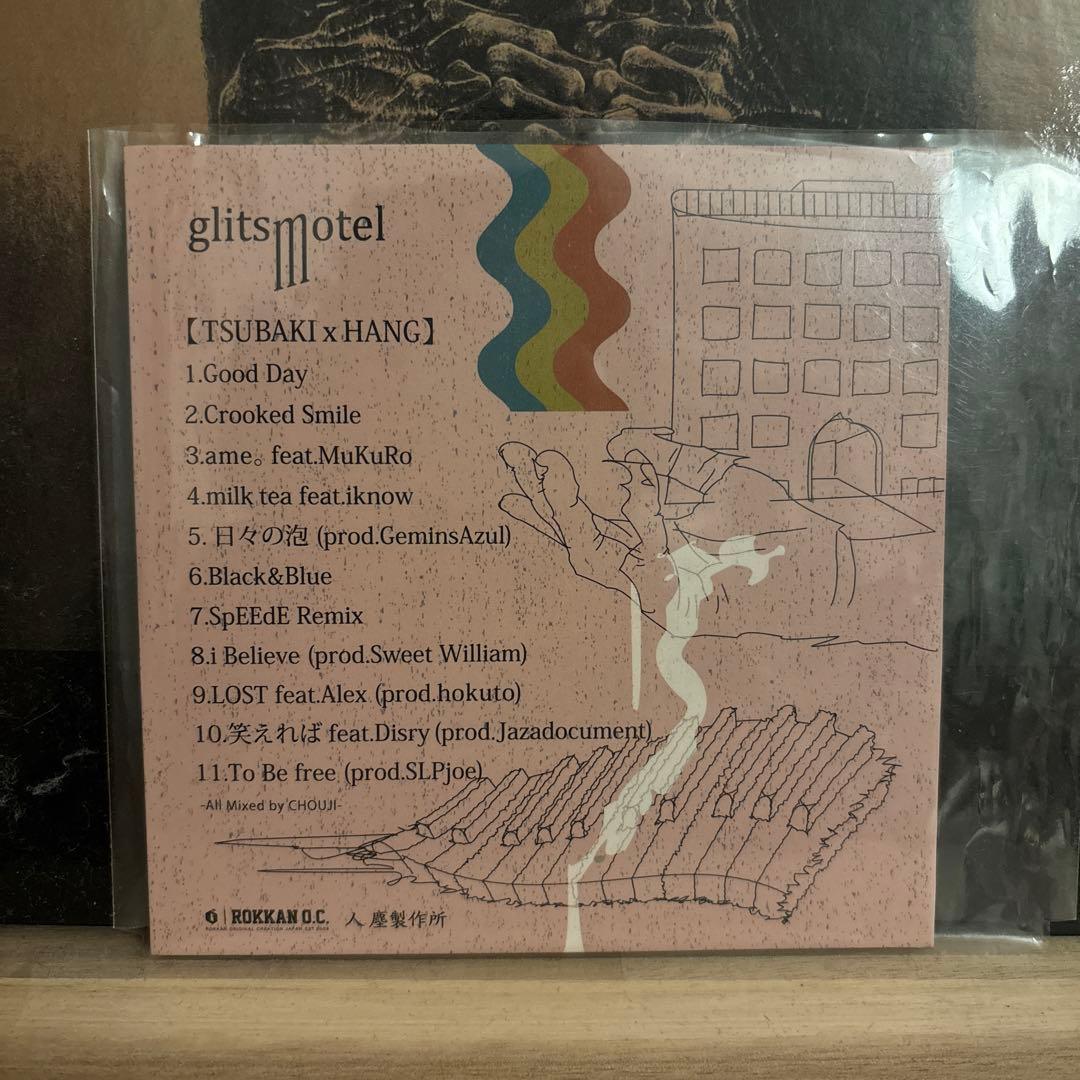 glitsmotel
【TSUBAKI x HANG】
1.Good Day
2.Crooked Smile
3.ame。feat.MuKuRo
4.milk tea feat.iknow
5. 日々の泡 (prod.GeminsAzul)
6.Black&Blue
7.SpEEdE Remix
8.i Believe (prod.Sweet William)
9.LOST feat.Alex (prod.hokuto)
10.笑えれば feat.Disry (prod.Jazadocument)
11.To Be free (prod.SLPjoe)
-All Mixed by CHOUJI-
ROKKAN O.C. 人塵製作所